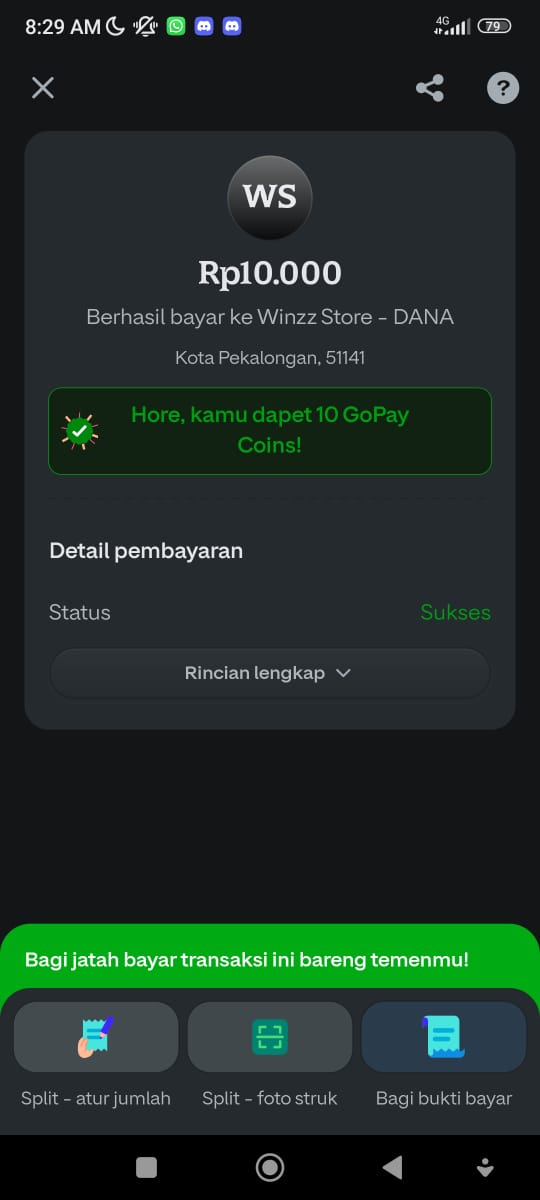 8:29 AM
4G
79
?
WS
Rp10.000
Berhasil bayar ke Winzz Store - DANA
Kota Pekalongan, 51141
Hore, kamu dapet 10 GoPay
Coins!
Detail pembayaran
Status
Sukses
Rincian lengkap
Bagi jatah bayar transaksi ini bareng temenmu!
Split - atur jumlah
Split - foto struk
Bagi bukti bayar